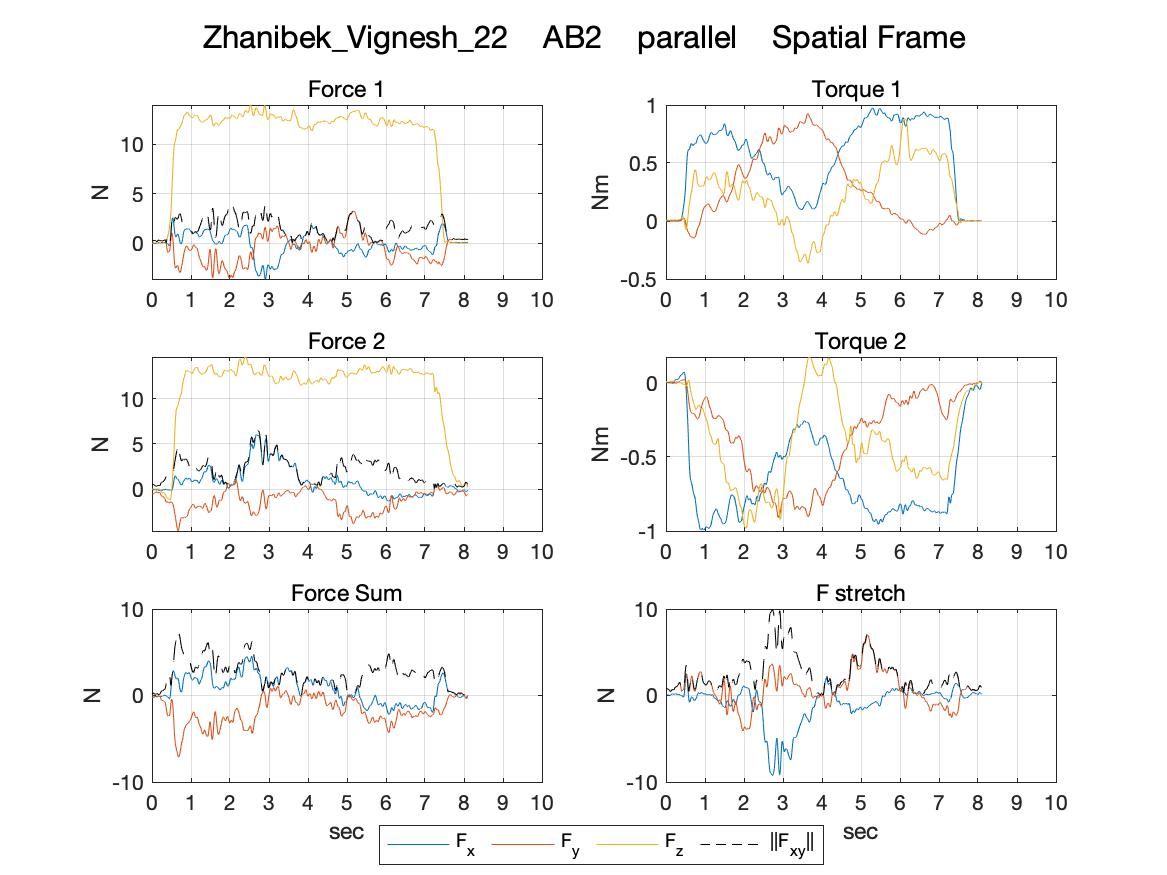 Zhanibek_Vignesh_22 AB2 parallel Spatial Frame
Force 1
Torque 1
N
10
5
0
0 1 2 3 4 5 6 7 8 9 10
Nm
1
0.5
0
-0.5
0 1 2 3 4 5 6 7 8 9 10
Force 2
Torque 2
N
10
5
0
0 1 2 3 4 5 6 7 8 9 10
Nm
0
-0.5
-1
0 1 2 3 4 5 6 7 8 9 10
Force Sum
F stretch
N
10
0
-10
0 1 2 3 4 5 6 7 8 9 10
sec
N
10
0
-10
0 1 2 3 4 5 6 7 8 9 10
sec
Fx Fy Fz ||Fxy||